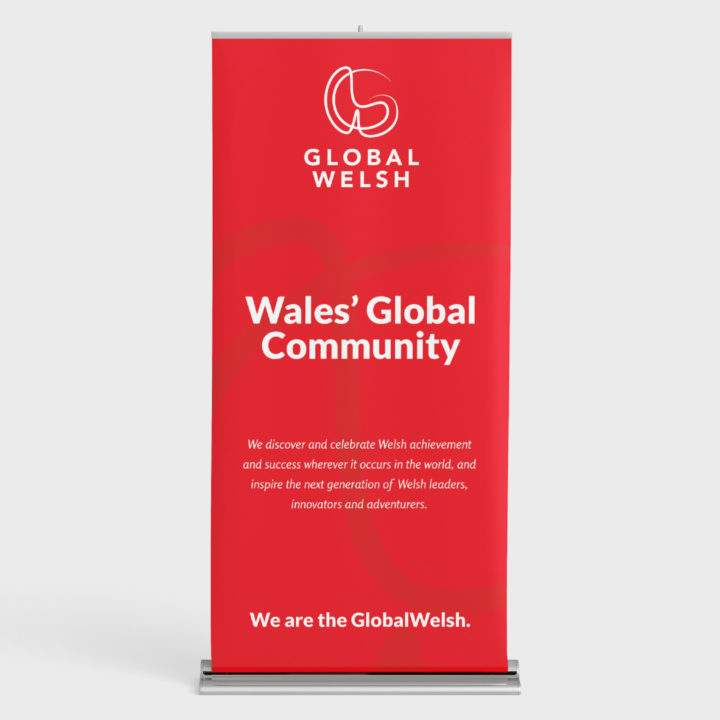 GLOBAL
WELSH
Wales’ Global
Community
We discover and celebrate Welsh achievement
and success wherever it occurs in the world, and
inspire the next generation of Welsh leaders,
innovators and adventurers.
We are the GlobalWelsh.